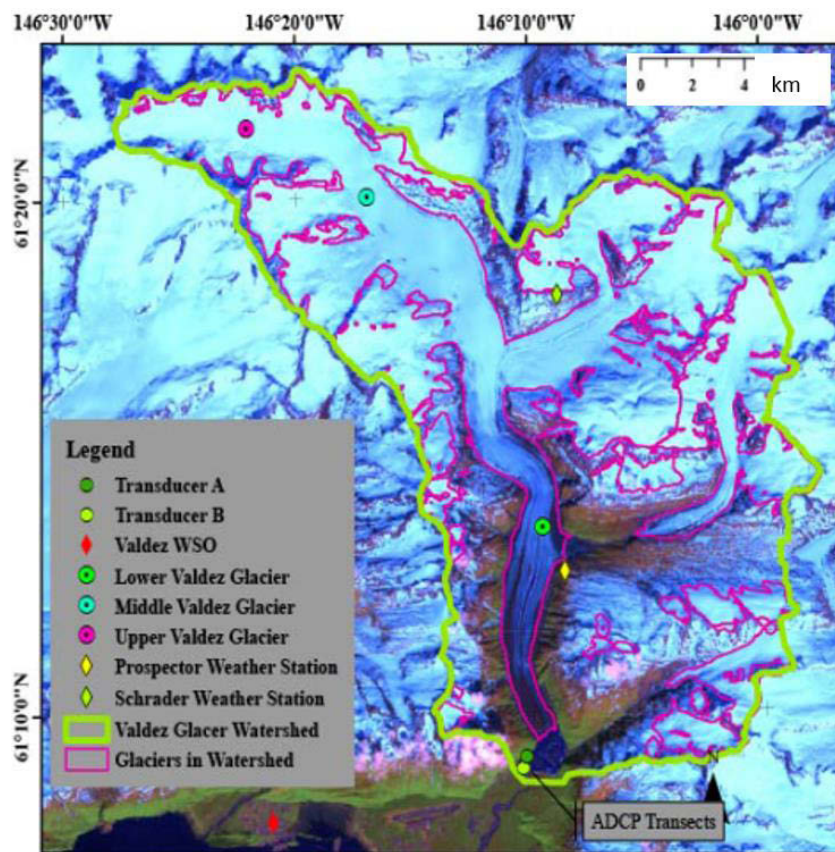 146°30'0"W 146°20'0"W 146°10'0"W 146°0'0"W
0 2 4 km
61°20'0"N
61°10'0"N
Legend
Transducer A
Transducer B
Valdez WSO
Lower Valdez Glacier
Middle Valdez Glacier
Upper Valdez Glacier
Prospector Weather Station
Schrader Weather Station
Valdez Glacer Watershed
Glaciers in Watershed
N
ADCP Transects